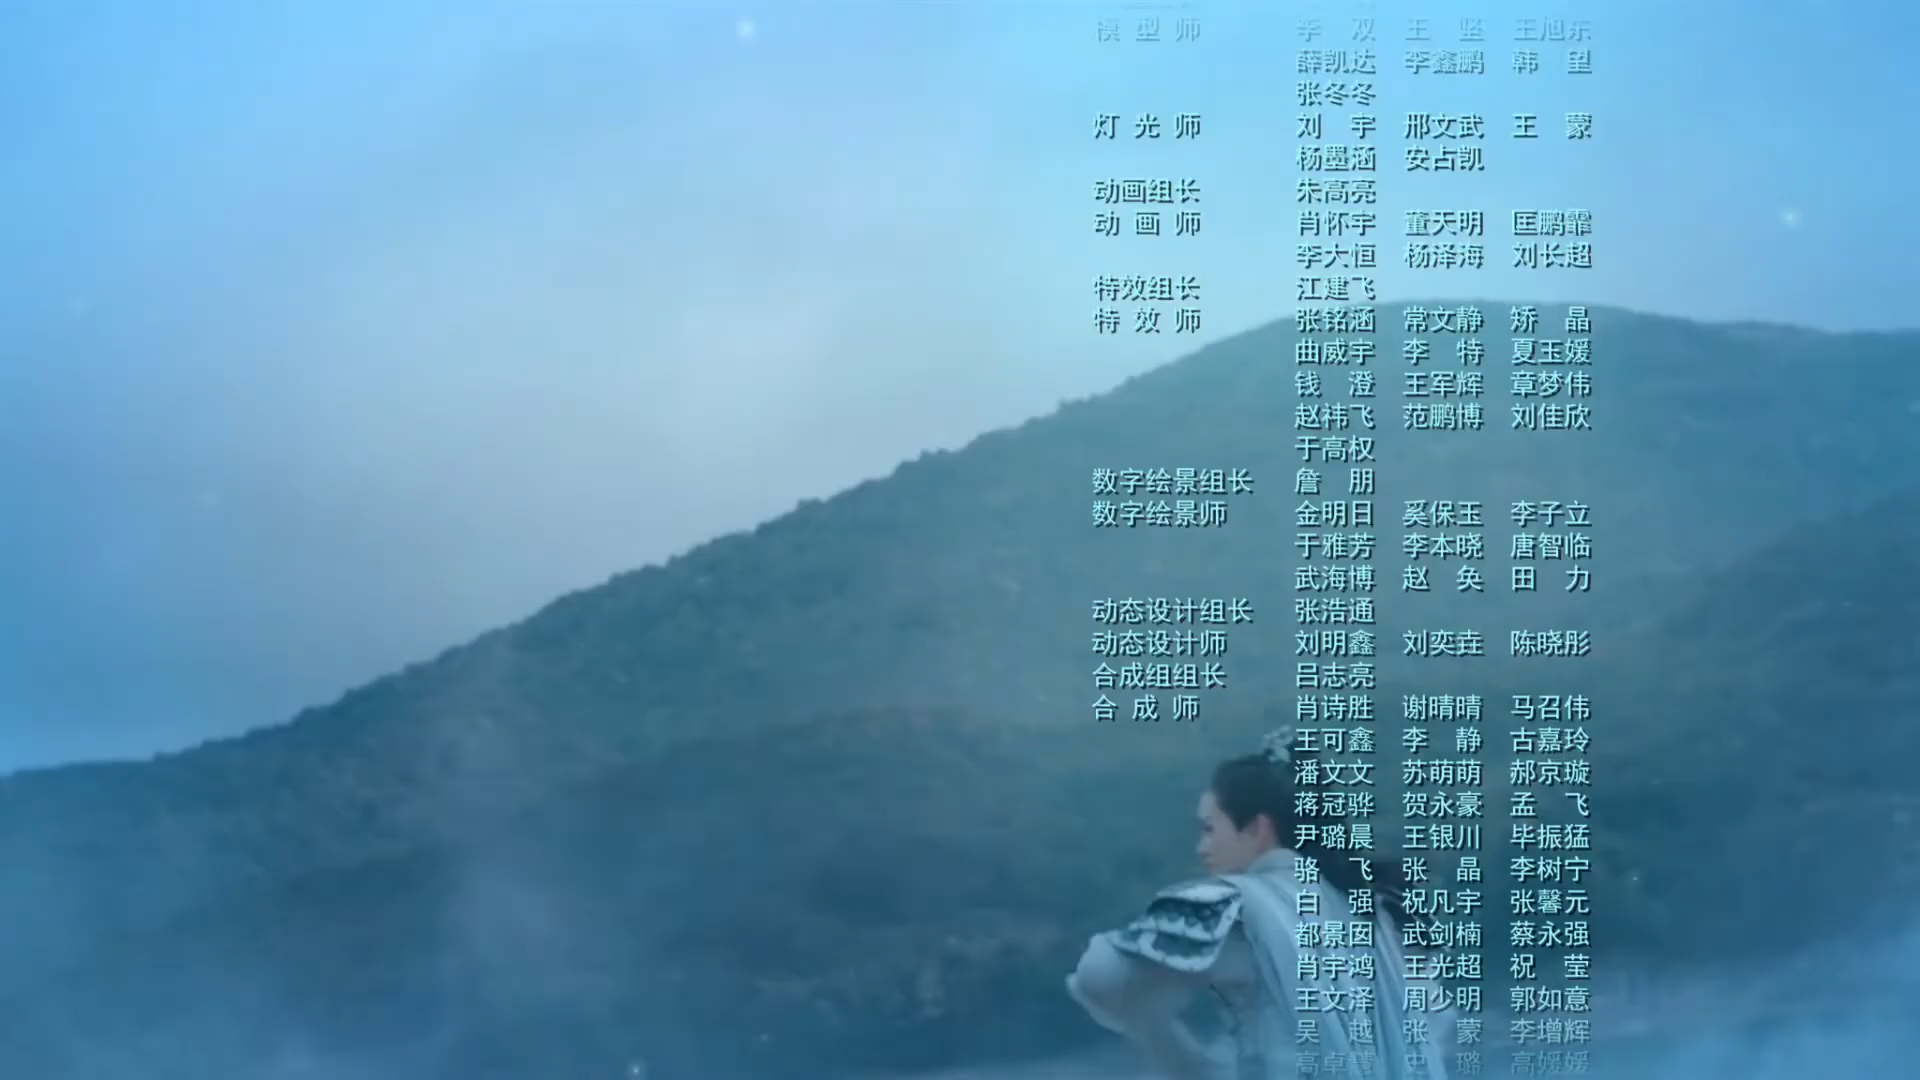 模型师 李双 王坚 王旭东
薛凯达 李鑫鹏 韩望
张冬冬
灯光师 刘宇 邢文武 王蒙
杨墨涵 安占凯
动画组长 朱高亮
动画师 肖怀宇 董天明 匡鹏霏
李大恒 杨泽海 刘长超
特效组长 江建飞
特效师 张铭涵 常文静 矫晶
曲威宇 李特 夏玉媛
钱澄 王军辉 章梦伟
赵祎飞 范鹏博 刘佳欣
于高权
数字绘景组长 詹朋
数字绘景师 金明日 奚保玉 李子立
于雅芳 李本晓 唐智临
武海博 赵奂 田力
动态设计组长 张浩通
动态设计师 刘明鑫 刘奕垚 陈晓彤
合成组组长 吕志亮
合成师 肖诗胜 谢晴晴 马召伟
王可鑫 李静 古嘉玲
潘文文 苏萌萌 郝京璇
蒋冠骅 贺永豪 孟飞
尹璐晨 王银川 毕振猛
骆飞 张晶 李树宁
白强 祝凡宇 张馨元
都景囡 武剑楠 蔡永强
肖宇鸿 王光超 祝莹
王文泽 周少明 郭如意
吴越 张蒙 李增辉
高卓慧 史璐 高媛媛